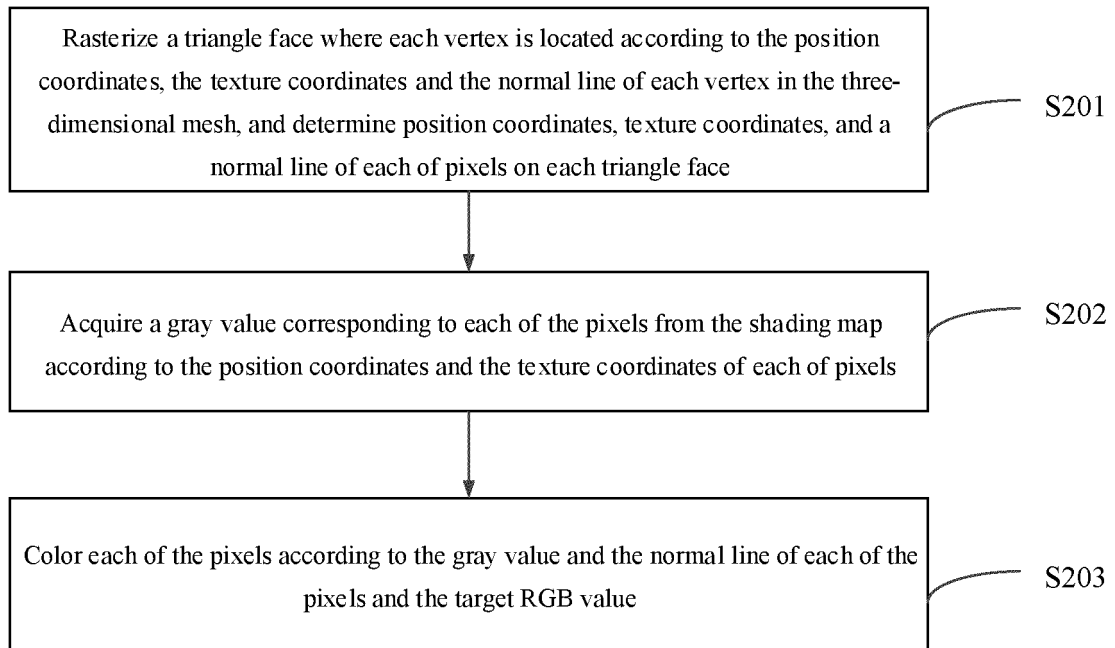 Rasterize a triangle face where each vertex is located according to the position
coordinates, the texture coordinates and the normal line of each vertex in the three-
dimensional mesh, and determine position coordinates, texture coordinates, and a
normal line of each of pixels on each triangle face
S201
Acquire a gray value corresponding to each of the pixels from the shading map
according to the position coordinates and the texture coordinates of each of pixels
S202
Color each of the pixels according to the gray value and the normal line of each of the
pixels and the target RGB value
S203